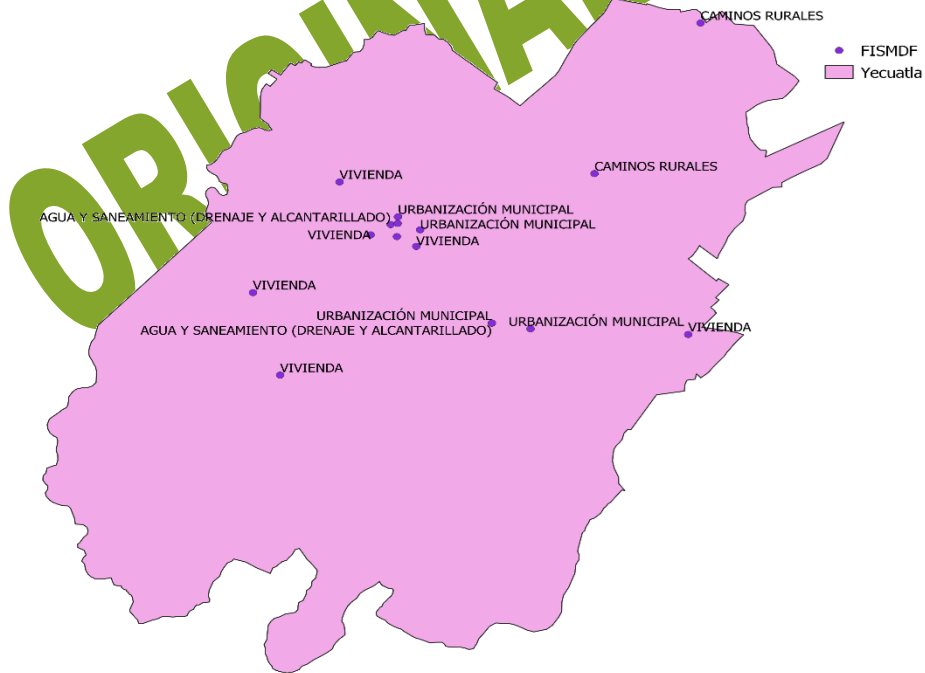 CAMINOS RURALES
FISMDF
Yecuatla
CAMINOS RURALES
VIVIENDA
URBANIZACIÓN MUNICIPAL
AGUA Y SANEAMIENTO (DRENAJE Y ALCANTARILLADO)
URBANIZACIÓN MUNICIPAL
VIVIENDA
VIVIENDA
VIVIENDA
URBANIZACIÓN MUNICIPAL
URBANIZACIÓN MUNICIPAL
AGUA Y SANEAMIENTO (DRENAJE Y ALCANTARILLADO)
VIVIENDA
VIVIENDA